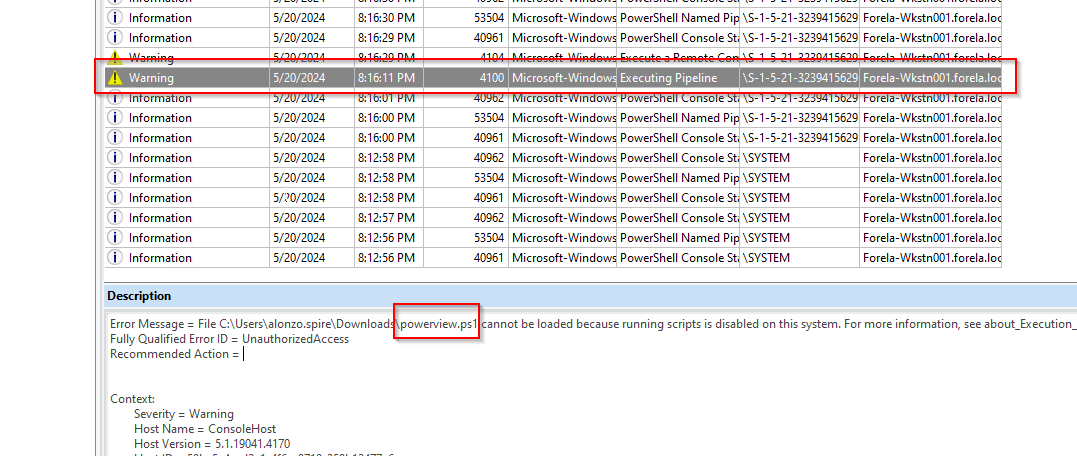 Information 5/20/2024 8:16:30 PM 53504 Microsoft-Windows PowerShell Named Pip \S-1-5-21-3239415629 Forela-Wkstn001.forela.loc
Information 5/20/2024 8:16:29 PM 40961 Microsoft-Windows PowerShell Console Sta \S-1-5-21-3239415629 Forela-Wkstn001.forela.loc
Warning 5/20/2024 8:16:29 PM 4104 Microsoft-Windows Execute a Remote Com \S-1-5-21-3239415629 Forela-Wkstn001.forela.loc
Warning 5/20/2024 8:16:11 PM 4100 Microsoft-Windows Executing Pipeline \S-1-5-21-3239415629 Forela-Wkstn001.forela.loc
Information 5/20/2024 8:16:01 PM 40962 Microsoft-Windows PowerShell Console Sta \S-1-5-21-3239415629 Forela-Wkstn001.forela.loc
Information 5/20/2024 8:16:00 PM 53504 Microsoft-Windows PowerShell Named Pip \S-1-5-21-3239415629 Forela-Wkstn001.forela.loc
Information 5/20/2024 8:16:00 PM 40961 Microsoft-Windows PowerShell Console Sta \S-1-5-21-3239415629 Forela-Wkstn001.forela.loc
Information 5/20/2024 8:12:58 PM 40962 Microsoft-Windows PowerShell Console Sta \SYSTEM Forela-Wkstn001.forela.loc
Information 5/20/2024 8:12:58 PM 53504 Microsoft-Windows PowerShell Named Pip \SYSTEM Forela-Wkstn001.forela.loc
Information 5/20/2024 8:12:58 PM 40961 Microsoft-Windows PowerShell Console Sta \SYSTEM Forela-Wkstn001.forela.loc
Information 5/20/2024 8:12:57 PM 40962 Microsoft-Windows PowerShell Console Sta \SYSTEM Forela-Wkstn001.forela.loc
Information 5/20/2024 8:12:56 PM 53504 Microsoft-Windows PowerShell Named Pip \SYSTEM Forela-Wkstn001.forela.loc
Information 5/20/2024 8:12:56 PM 40961 Microsoft-Windows PowerShell Console Sta \SYSTEM Forela-Wkstn001.forela.loc
Description
Error Message = File C:\Users\alonzo.spire\Downloads\powerview.ps1 cannot be loaded because running scripts is disabled on this system. For more information, see about_Execution_
Fully Qualified Error ID = UnauthorizedAccess
Recommended Action =
Context:
Severity = Warning
Host Name = ConsoleHost
Host Version = 5.1.19041.4170